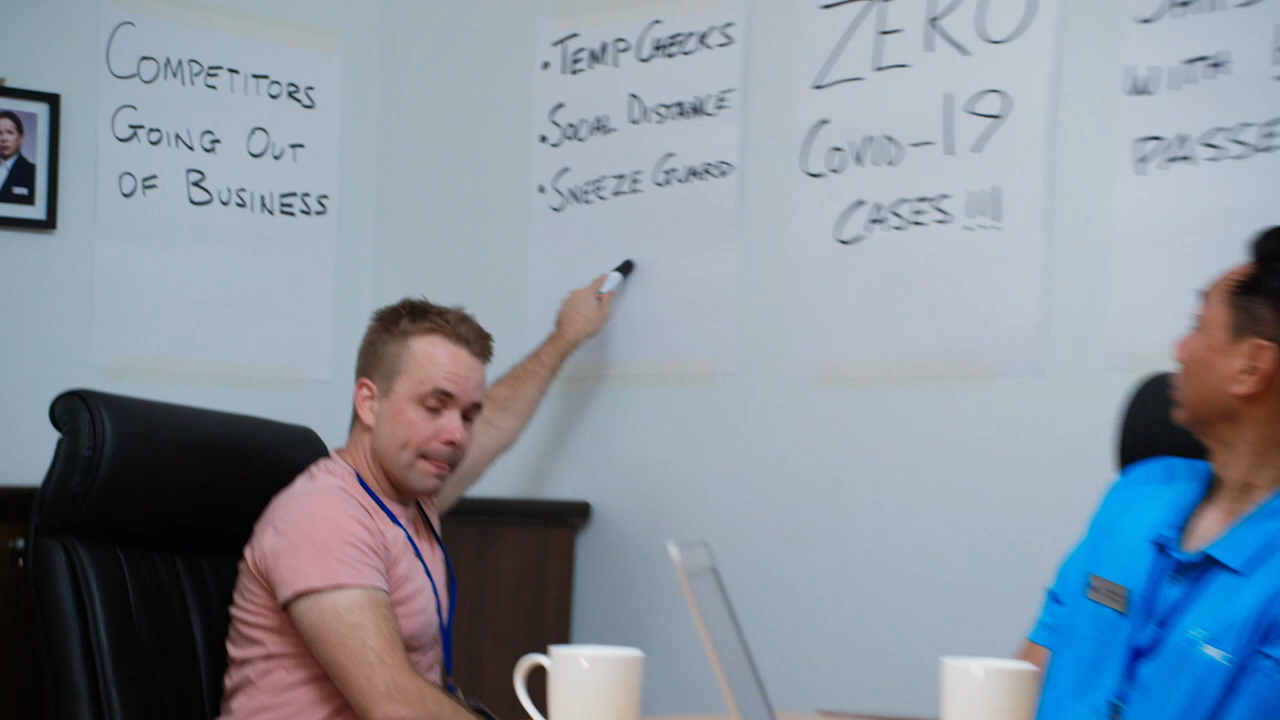 COMPETITORS
GOING OUT
OF BUSINESS
• TEMP CHECKS
• SOCIAL DISTANCE
• SNEEZE GUARD
ZERO
COVID-19
CASES!!!
WITH
PASSE